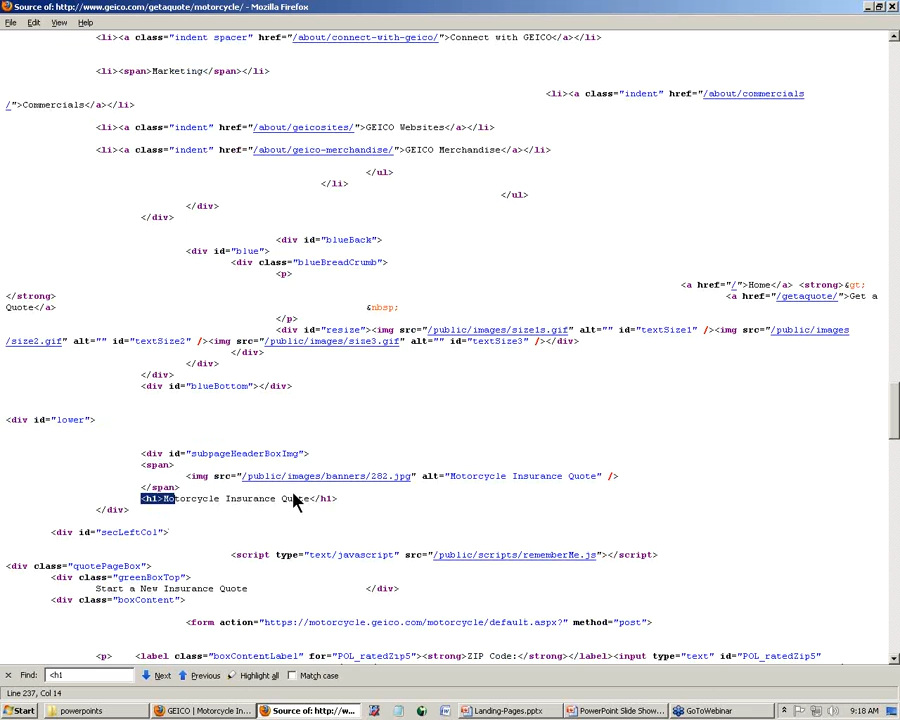 Source of: http://www.geico.com/getaquote/motorcycle/ - Mozilla Firefox
File Edit View Help
<li><a class="indent spacer" href="/about/connect-with-geico/">Connect with GEICO</a></li>
<li><span>Marketing</span></li>
<li><a class="indent" href="/about/commercials
/">Commercials</a></li>
<li><a class="indent" href="/about/geicosites/">GEICO Websites</a></li>
<li><a class="indent" href="/about/geico-merchandise/">GEICO Merchandise</a></li>
</ul>
</li>
</ul>
</div>
</div>
<div id="blueBack">
<div id="blue">
<div class="blueBreadCrumb">
<p>
<a href="/">Home</a> <strong>&gt;
</strong> <a href="/getaquote/">Get a
Quote</a> &nbsp;
</p>
<div id="resize"><img src="/public/images/size1s.gif" alt="" id="textSize1" /><img src="/public/images
/size2.gif" alt="" id="textSize2" /><img src="/public/images/size3.gif" alt="" id="textSize3" /></div>
</div>
</div>
</div>
<div id="blueBottom"></div>
<div id="lower">
<div id="subpageHeaderBoxImg">
<span>
<img src="/public/images/banners/282.jpg" alt="Motorcycle Insurance Quote" />
</span>
<h1>Motorcycle Insurance Quote</h1>
</div>
<div id="secLeftCol">
<script type="text/javascript" src="/public/scripts/rememberMe.js"></script>
<div class="quotePageBox">
<div class="greenBoxTop">
Start a New Insurance Quote </div>
<div class="boxContent">
<form action="https://motorcycle.geico.com/motorcycle/default.aspx?" method="post">
<p> <label class="boxContentLabel" for="POL_ratedZip5"><strong>ZIP Code:</strong></label><input type="text" id="POL_ratedZip5"
Find: <h1 Next Previous Highlight all Match case
Line 237, Col 14
Start powerpoints GEICO | Motorcycle In... Source of: http://w... Landing-Pages.pptx PowerPoint Slide Show... GoToWebinar 9:18 AM